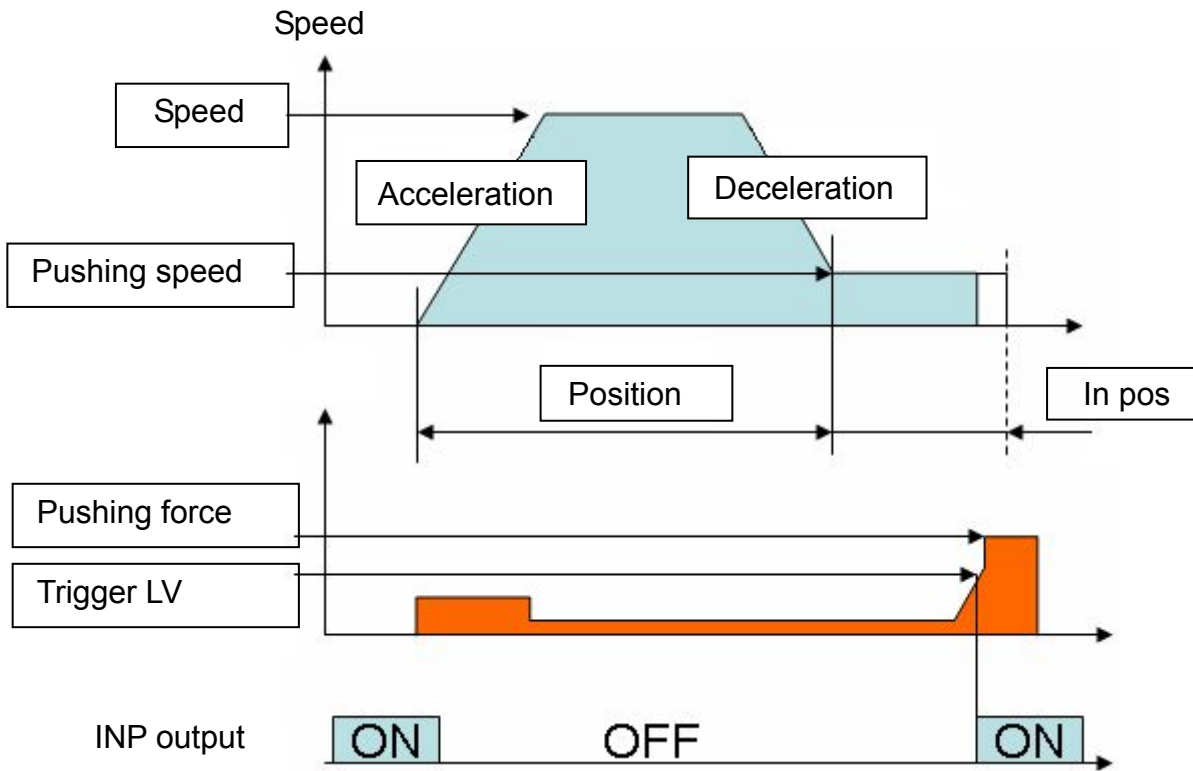 Speed
Speed
Acceleration
Deceleration
Pushing speed
Position
In pos
Pushing force
Trigger LV
INP output
ON
OFF
ON